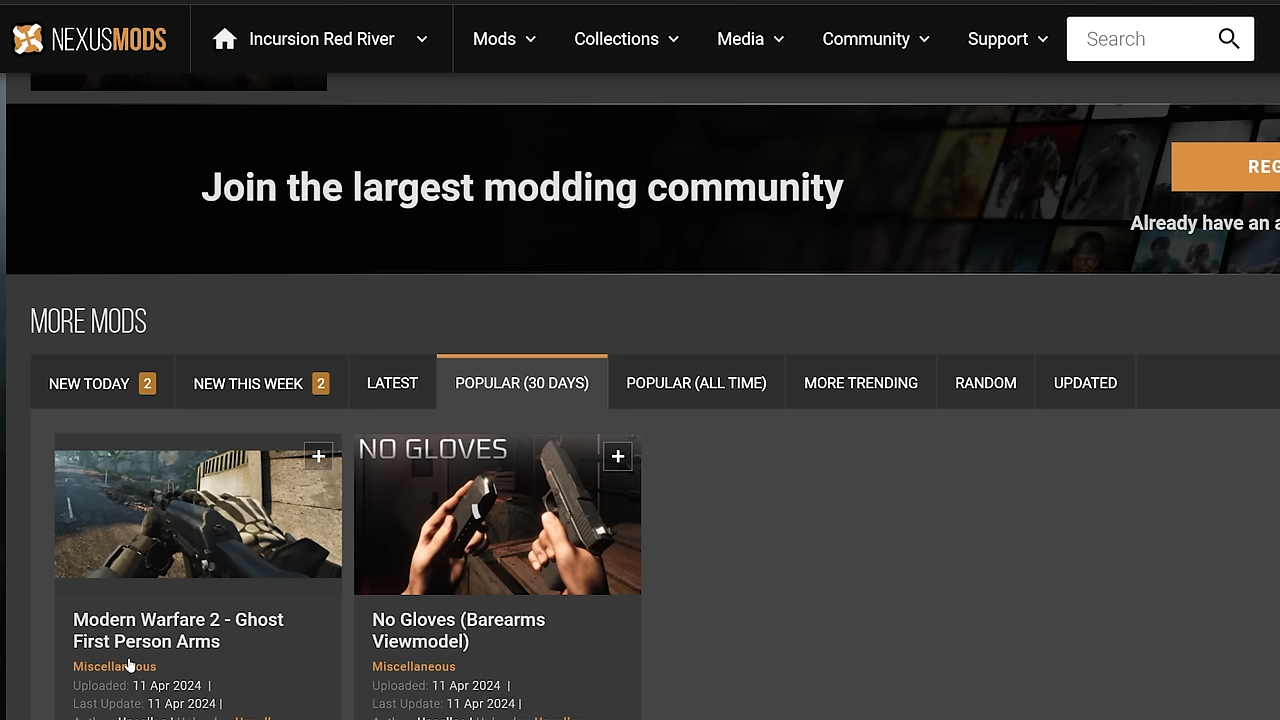 NEXUSMODS
Incursion Red River
Mods
Collections
Media
Community
Support
Search
Join the largest modding community
REG
Already have an a
MORE MODS
NEW TODAY 2
NEW THIS WEEK 2
LATEST
POPULAR (30 DAYS)
POPULAR (ALL TIME)
MORE TRENDING
RANDOM
UPDATED
NO GLOVES
Modern Warfare 2 - Ghost
First Person Arms
Miscellaneous
Uploaded: 11 Apr 2024 |
Last Update: 11 Apr 2024 |
No Gloves (Barearms
Viewmodel)
Miscellaneous
Uploaded: 11 Apr 2024 |
Last Update: 11 Apr 2024 |